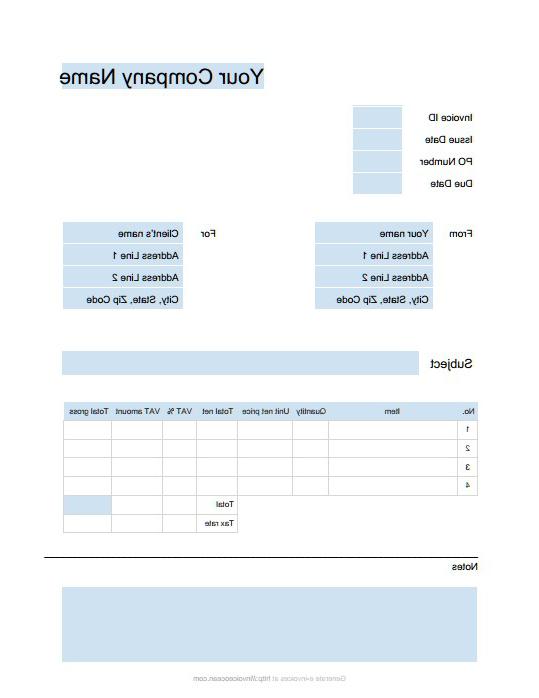 Your Company Name
Invoice ID
Issue Date
PO Number
Due Date
From Your name For Client's name
Address Line 1 Address Line 1
Address Line 2 Address Line 2
City, State, Zip Code City, State, Zip Code
Subject
No. Item Quantity Unit net price Total net VAT % VAT amount Total gross
1
2
3
4
Total
Tax rate
Notes
Generate e-invoices at http://invoiceocean.com